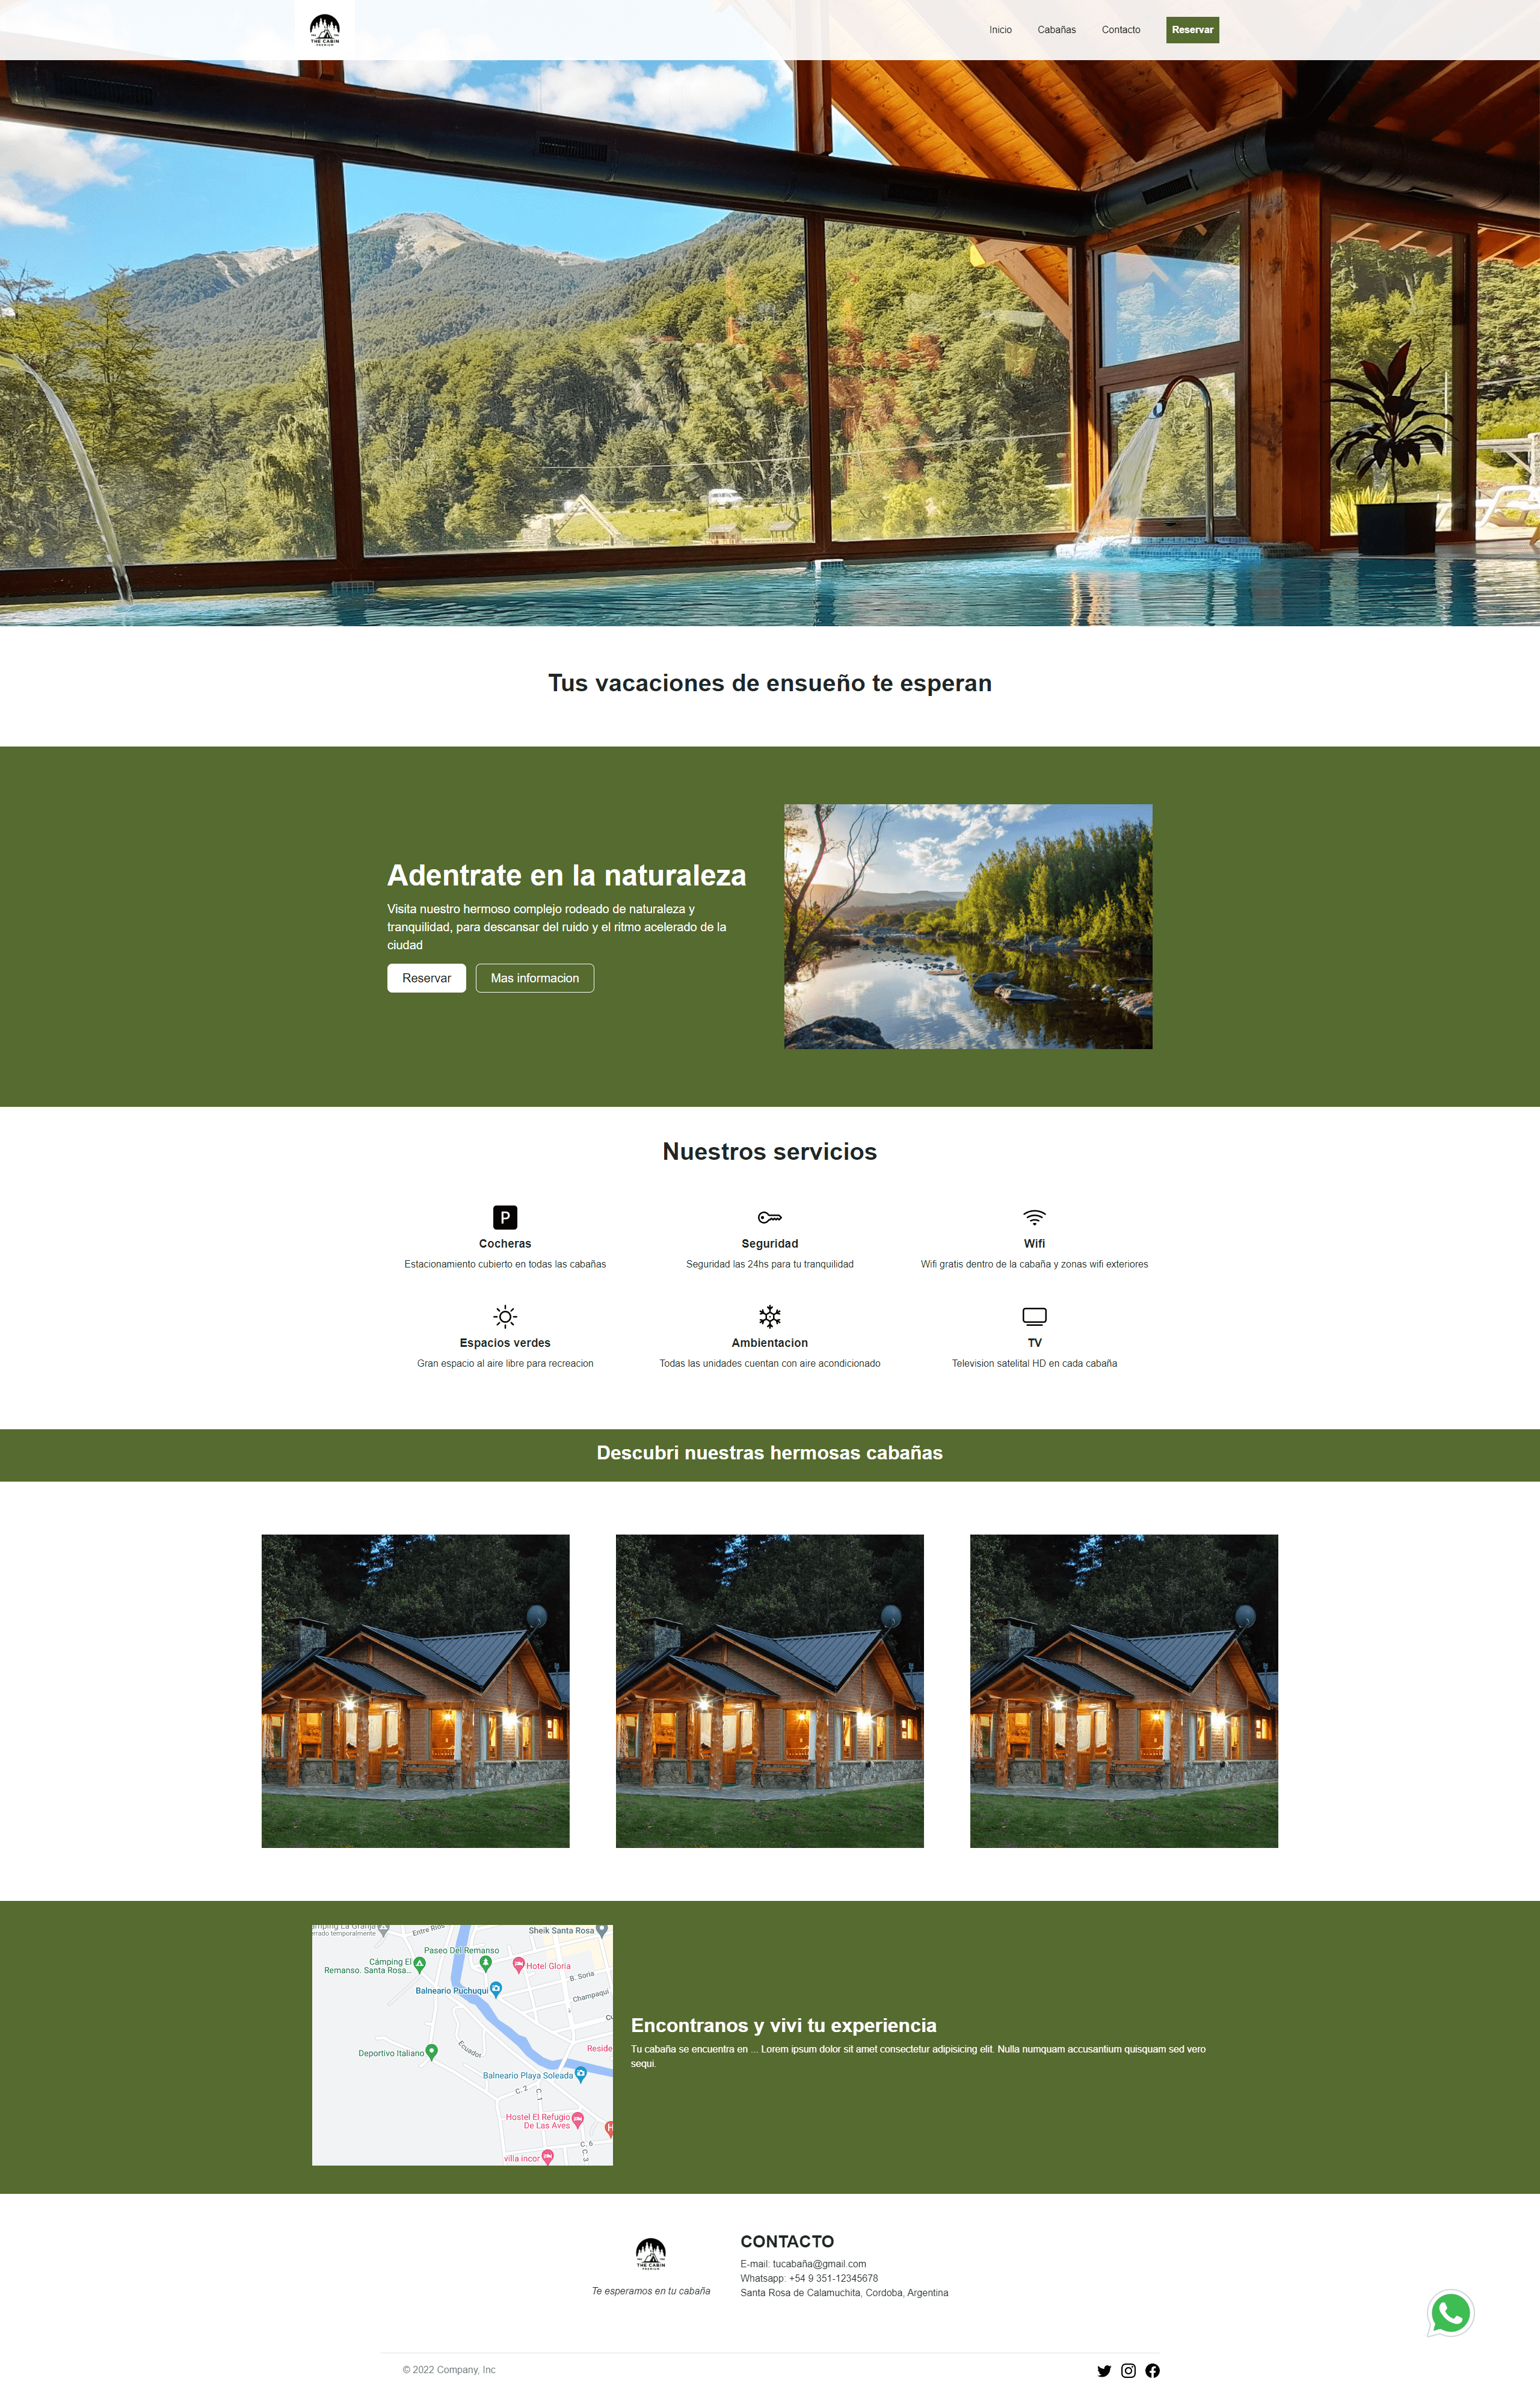 THE CABIN
PREMIUM
Inicio
Cabañas
Contacto
Reservar
Tus vacaciones de ensueño te esperan
Adentrate en la naturaleza
Visita nuestro hermoso complejo rodeado de naturaleza y
tranquilidad, para descansar del ruido y el ritmo acelerado de la
ciudad
Reservar
Mas informacion
Nuestros servicios
P
Cocheras
Estacionamiento cubierto en todas las cabañas
Seguridad
Seguridad las 24hs para tu tranquilidad
Wifi
Wifi gratis dentro de la cabaña y zonas wifi exteriores
Espacios verdes
Gran espacio al aire libre para recreacion
Ambientacion
Todas las unidades cuentan con aire acondicionado
TV
Television satelital HD en cada cabaña
Descubri nuestras hermosas cabañas
amping La Granja
errado temporalmente
Entre Ríos
Sheik Santa Rosa
Paseo Del Remanso
Cámping El
Remanso. Santa Rosa...
Hotel Gloria
B. Soria
Balneario Puchuqui
Champaquí
Cu
Ecuador
Deportivo Italiano
Reside
Balneario Playa Soleada
C. 2
C. 1
Hostel El Refugio
De Las Aves
H
C. 6
C. 3
villa incor
Encontranos y vivi tu experiencia
Tu cabaña se encuentra en ... Lorem ipsum dolor sit amet consectetur adipisicing elit. Nulla numquam accusantium quisquam sed vero
sequi.
THE CABIN
PREMIUM
Te esperamos en tu cabaña
CONTACTO
E-mail: tucabaña@gmail.com
Whatsapp: +54 9 351-12345678
Santa Rosa de Calamuchita, Cordoba, Argentina
© 2022 Company, Inc